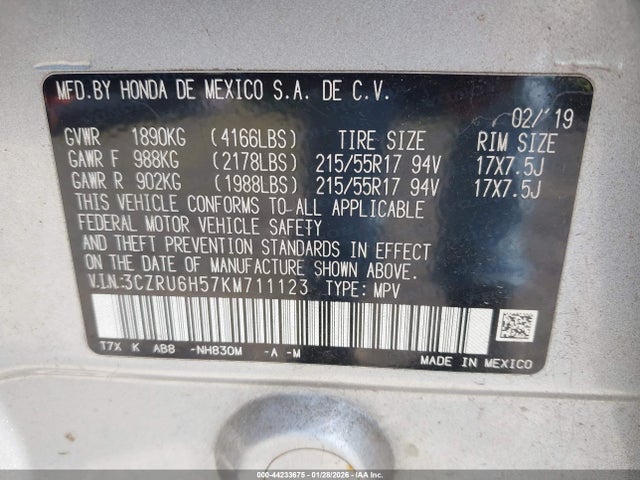 MFD. BY HONDA DE MEXICO S.A. DE C.V.
02/'19
GVWR 1890KG (4166LBS) TIRE SIZE RIM SIZE
GAWR F 988KG (2178LBS) 215/55R17 94V 17X7.5J
GAWR R 902KG (1988LBS) 215/55R17 94V 17X7.5J
THIS VEHICLE CONFORMS TO ALL APPLICABLE
FEDERAL MOTOR VEHICLE SAFETY
AND THEFT PREVENTION STANDARDS IN EFFECT
ON THE DATE OF MANUFACTURE SHOWN ABOVE.
V.I.N.:3CZRU6H57KM711123 TYPE: MPV
T7X K AB8 -NH830M -A -M
MADE IN MEXICO
000-44233675 | 01/28/2026 - Copyright © IAA, LLC